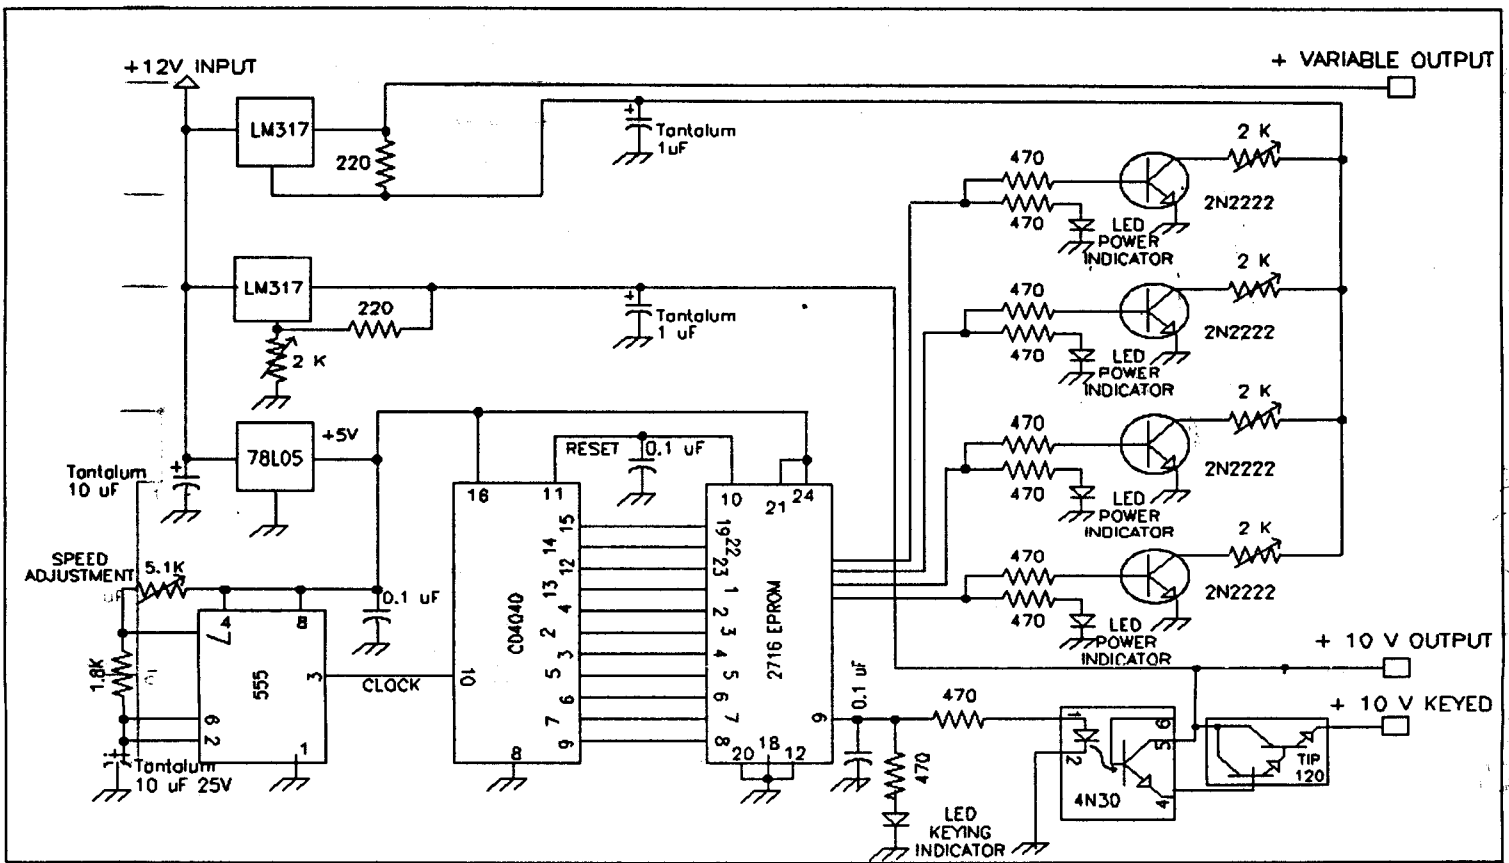 +12V INPUT
+ VARIABLE OUTPUT
LM317
220
Tantalum
1uF
2 K
470
470
2N2222
LED
POWER
INDICATOR
LM317
220
2 K
Tantalum
1 uF
2 K
470
470
2N2222
LED
POWER
INDICATOR
78L05
+5V
Tantalum
10 uF
RESET
0.1 uF
2 K
470
470
2N2222
LED
POWER
INDICATOR
16
11
10
21
24
SPEED
ADJUSTMENT
5.1K
0.1 uF
2 K
470
470
2N2222
LED
POWER
INDICATOR
4
8
7
1.8K
555
3
6
2
1
Tantalum
10 uF 25V
CLOCK
10
CD4040
8
15
14
12
13
4
2
3
5
6
7
9
19
22
23
1
2
3
4
5
6
7
8
2716 EPROM
9
20
18
12
0.1 uF
470
470
LED
KEYING
INDICATOR
+ 10 V OUTPUT
+ 10 V KEYED
1
2
6
5
4
4N30
TIP
120